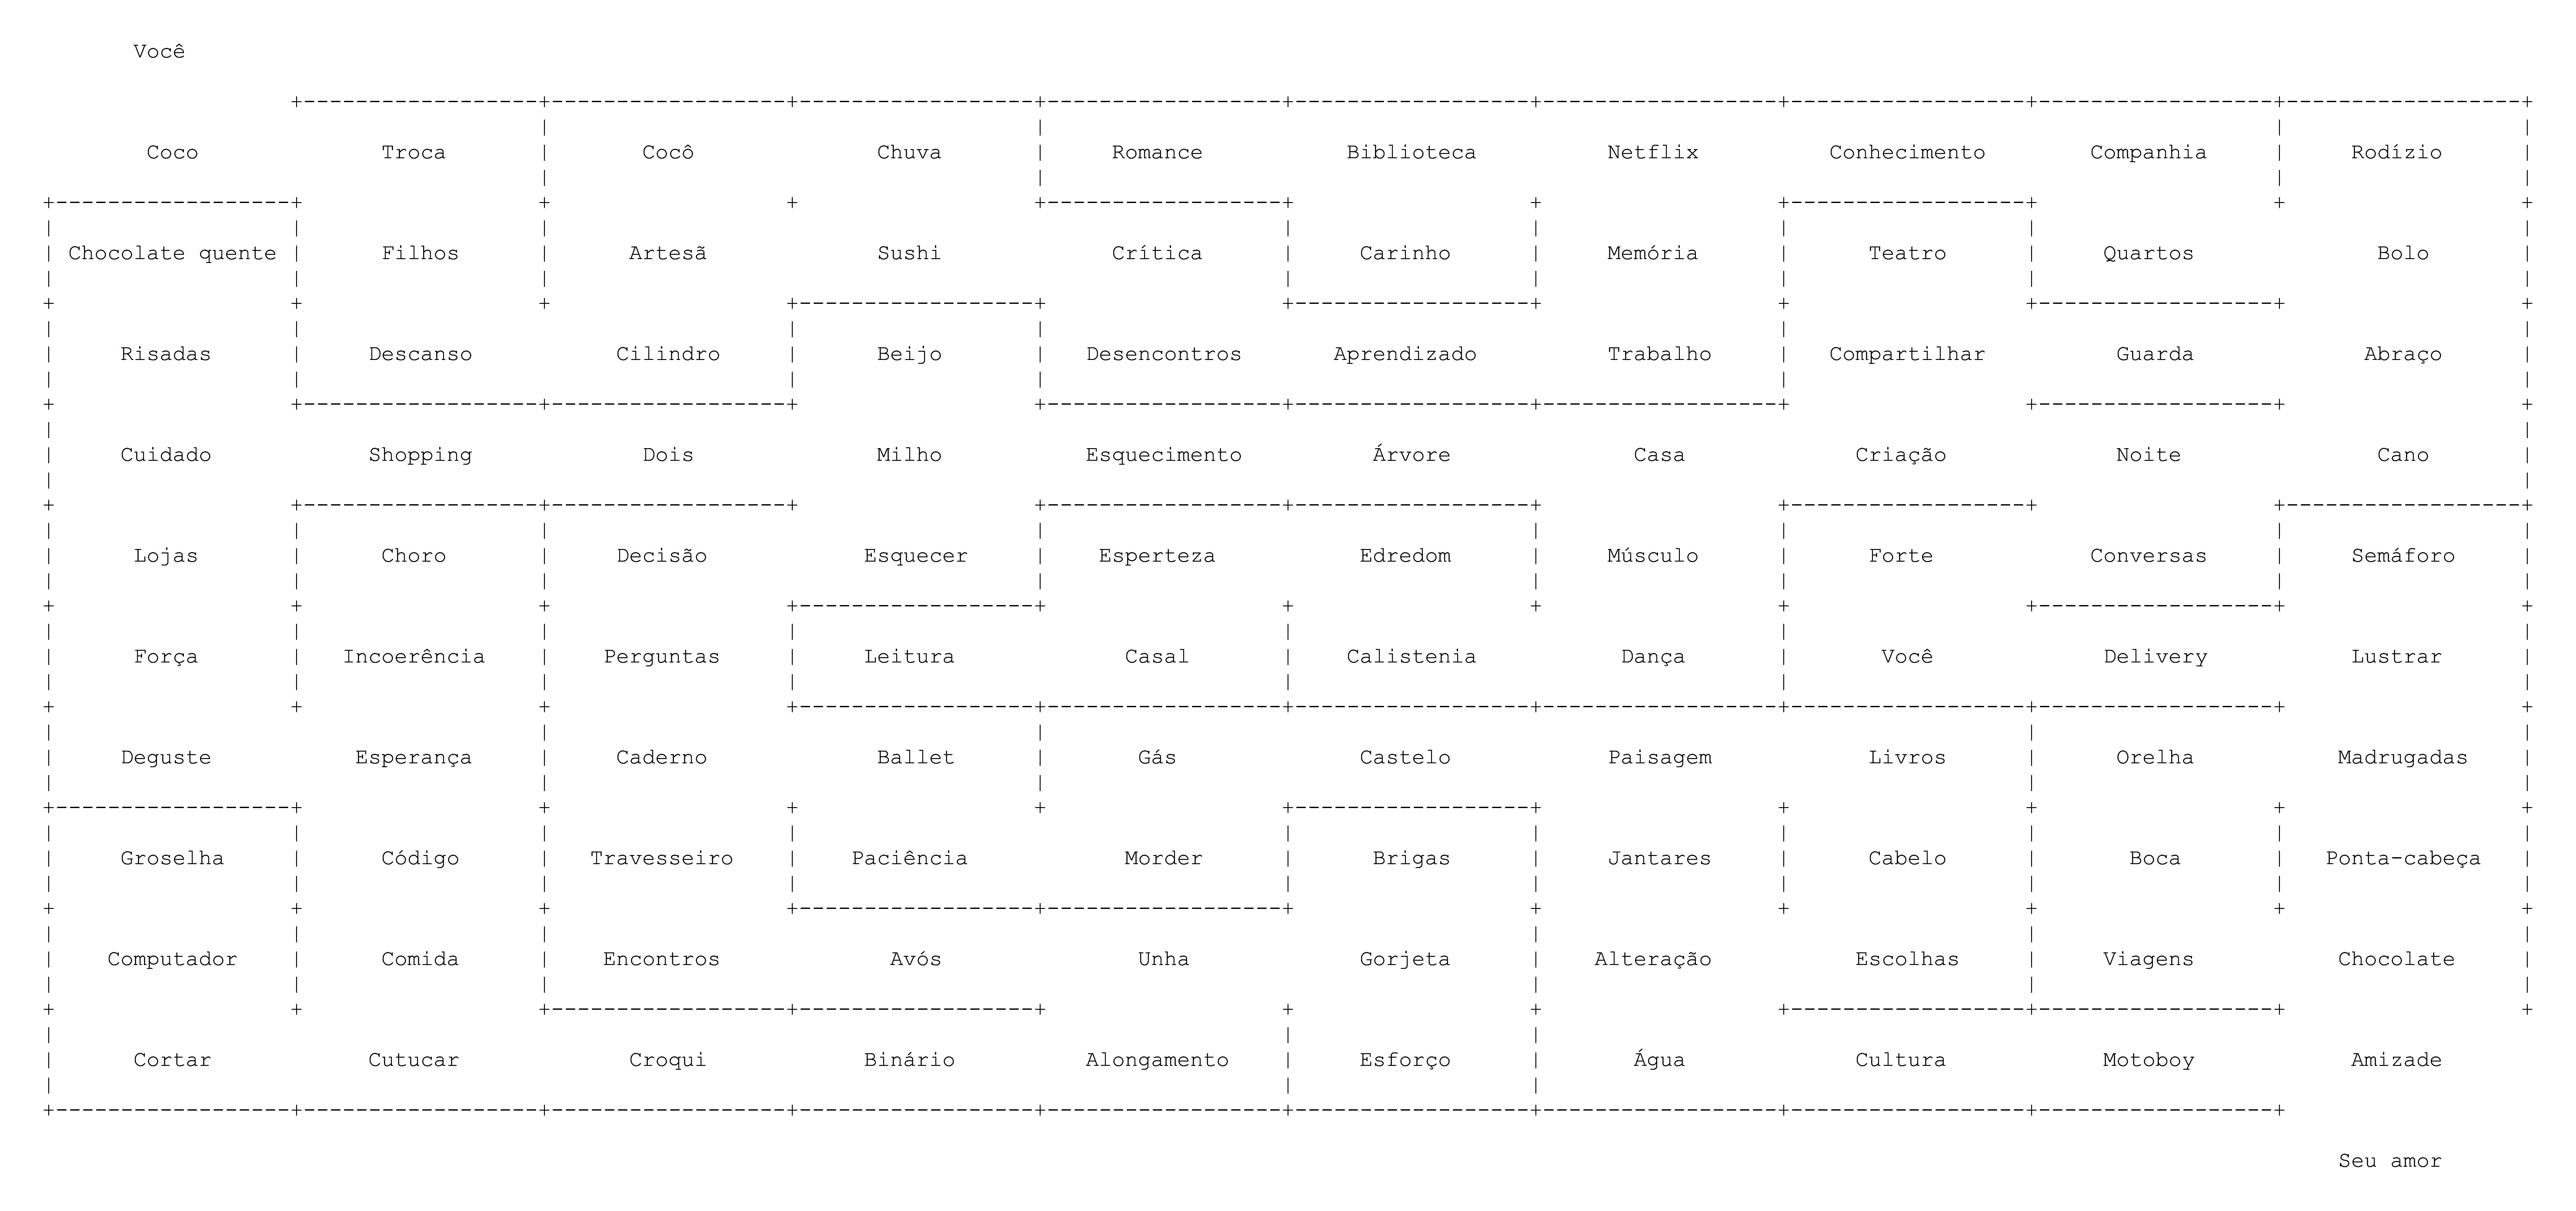 Você
Coco Troca Cocô Chuva Romance Biblioteca Netflix Conhecimento Companhia Rodízio
Chocolate quente Filhos Artesã Sushi Crítica Carinho Memória Teatro Quartos Bolo
Risadas Descanso Cilindro Beijo Desencontros Aprendizado Trabalho Compartilhar Guarda Abraço
Cuidado Shopping Dois Milho Esquecimento Árvore Casa Criação Noite Cano
Lojas Choro Decisão Esquecer Esperteza Edredom Músculo Forte Conversas Semáforo
Força Incoerência Perguntas Leitura Casal Calistenia Dança Você Delivery Lustrar
Deguste Esperança Caderno Ballet Gás Castelo Paisagem Livros Orelha Madrugadas
Groselha Código Travesseiro Paciência Morder Brigas Jantares Cabelo Boca Ponta-cabeça
Computador Comida Encontros Avós Unha Gorjeta Alteração Escolhas Viagens Chocolate
Cortar Cutucar Croqui Binário Alongamento Esforço Água Cultura Motoboy Amizade
Seu amor